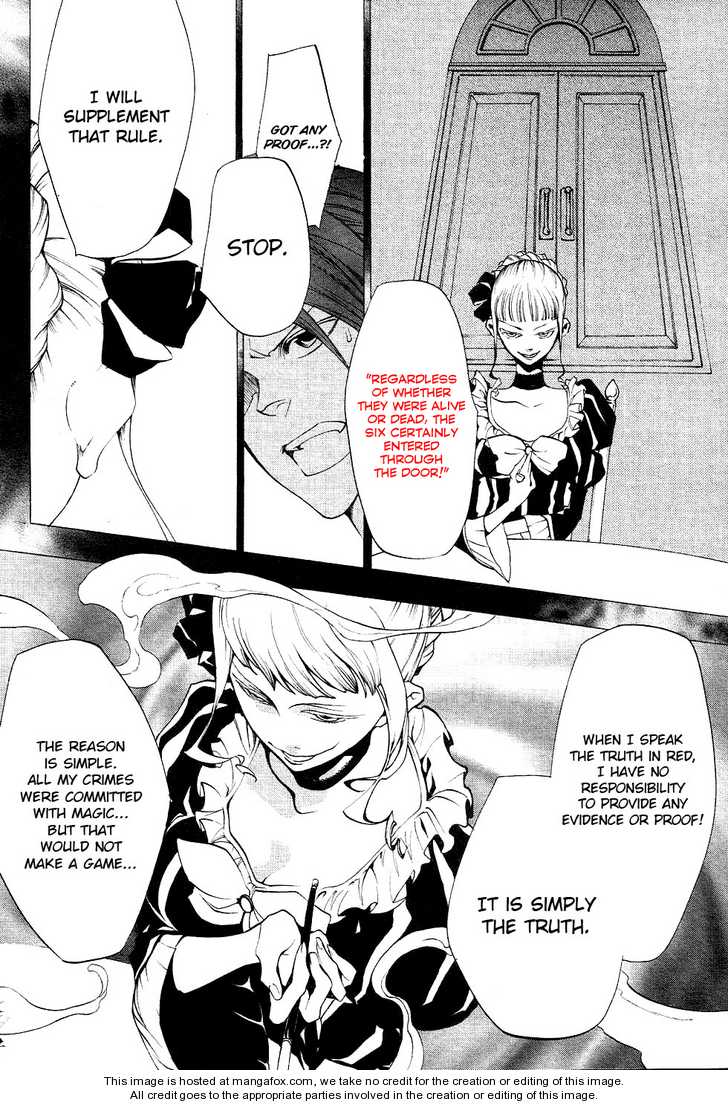 "REGARDLESS
OF WHETHER
THEY WERE ALIVE
OR DEAD, THE
SIX CERTAINLY
ENTERED
THROUGH
THE DOOR!"
GOT ANY
PROOF...?!
STOP.
I WILL
SUPPLEMENT
THAT RULE.
WHEN I SPEAK
THE TRUTH IN RED,
I HAVE NO
RESPONSIBILITY
TO PROVIDE ANY
EVIDENCE OR PROOF!
IT IS SIMPLY
THE TRUTH.
THE REASON
IS SIMPLE.
ALL MY CRIMES
WERE COMMITTED
WITH MAGIC...
BUT THAT
WOULD NOT
MAKE A GAME...
This image is hosted at mangafox.com, we take no credit for the creation or editing of this image.
All credit goes to the appropriate parties involved in the creation or editing of this image.